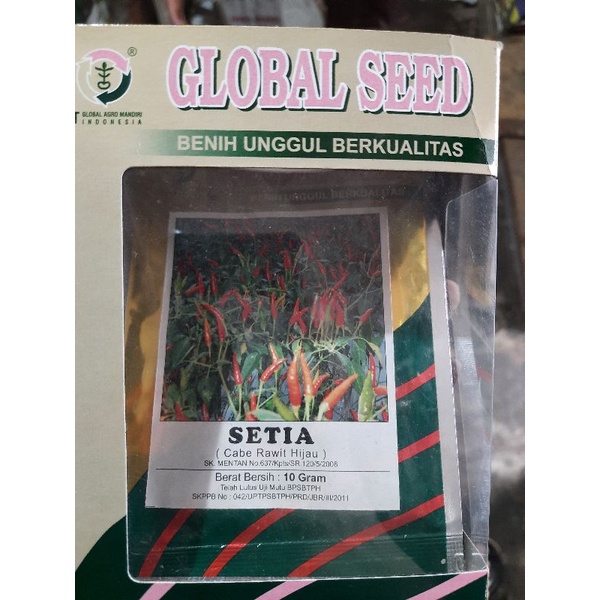 GLOBAL SEED
®
GLOBAL AGRO MANDIRI
INDONESIA
BENIH UNGGUL BERKUALITAS
SETIA
( Cabe Rawit Hijau )
SK. MENTAN No.637/Kpts/SR.120/5/2008
Berat Bersih : 10 Gram
Telah Lulus Uji Mutu BPSBTPH
SKPPB No : 042/UPTPSBTPH/PRD/JBR/III/2011